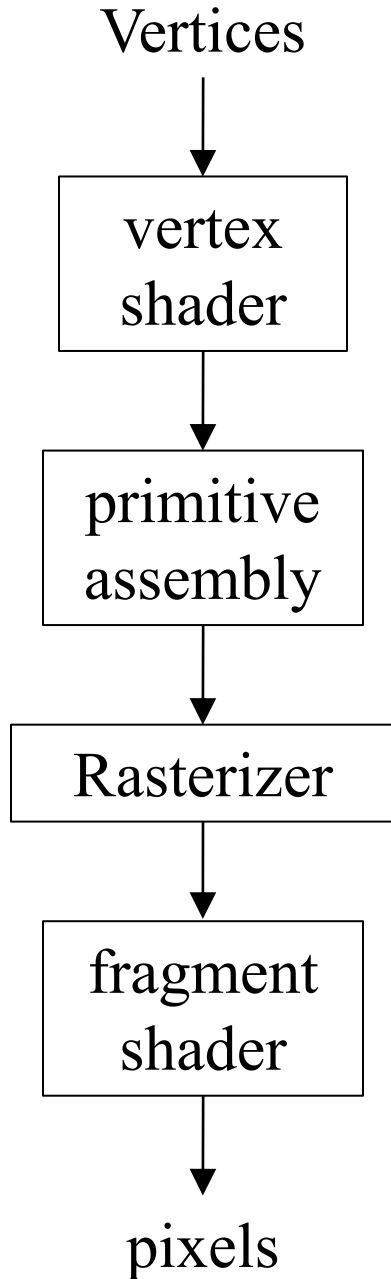 Vertices
vertex
shader
primitive
assembly
Rasterizer
fragment
shader
pixels